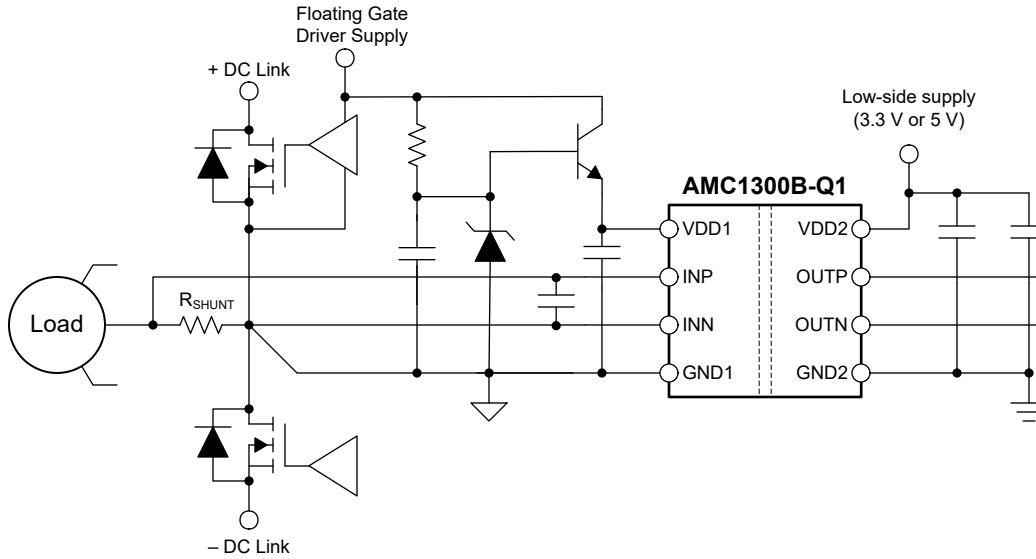 Floating Gate
Driver Supply
+ DC Link
Low-side supply
(3.3 V or 5 V)
AMC1300B-Q1
VDD1
VDD2
INP
OUTP
R_SHUNT
Load
INN
OUTN
GND1
GND2
– DC Link